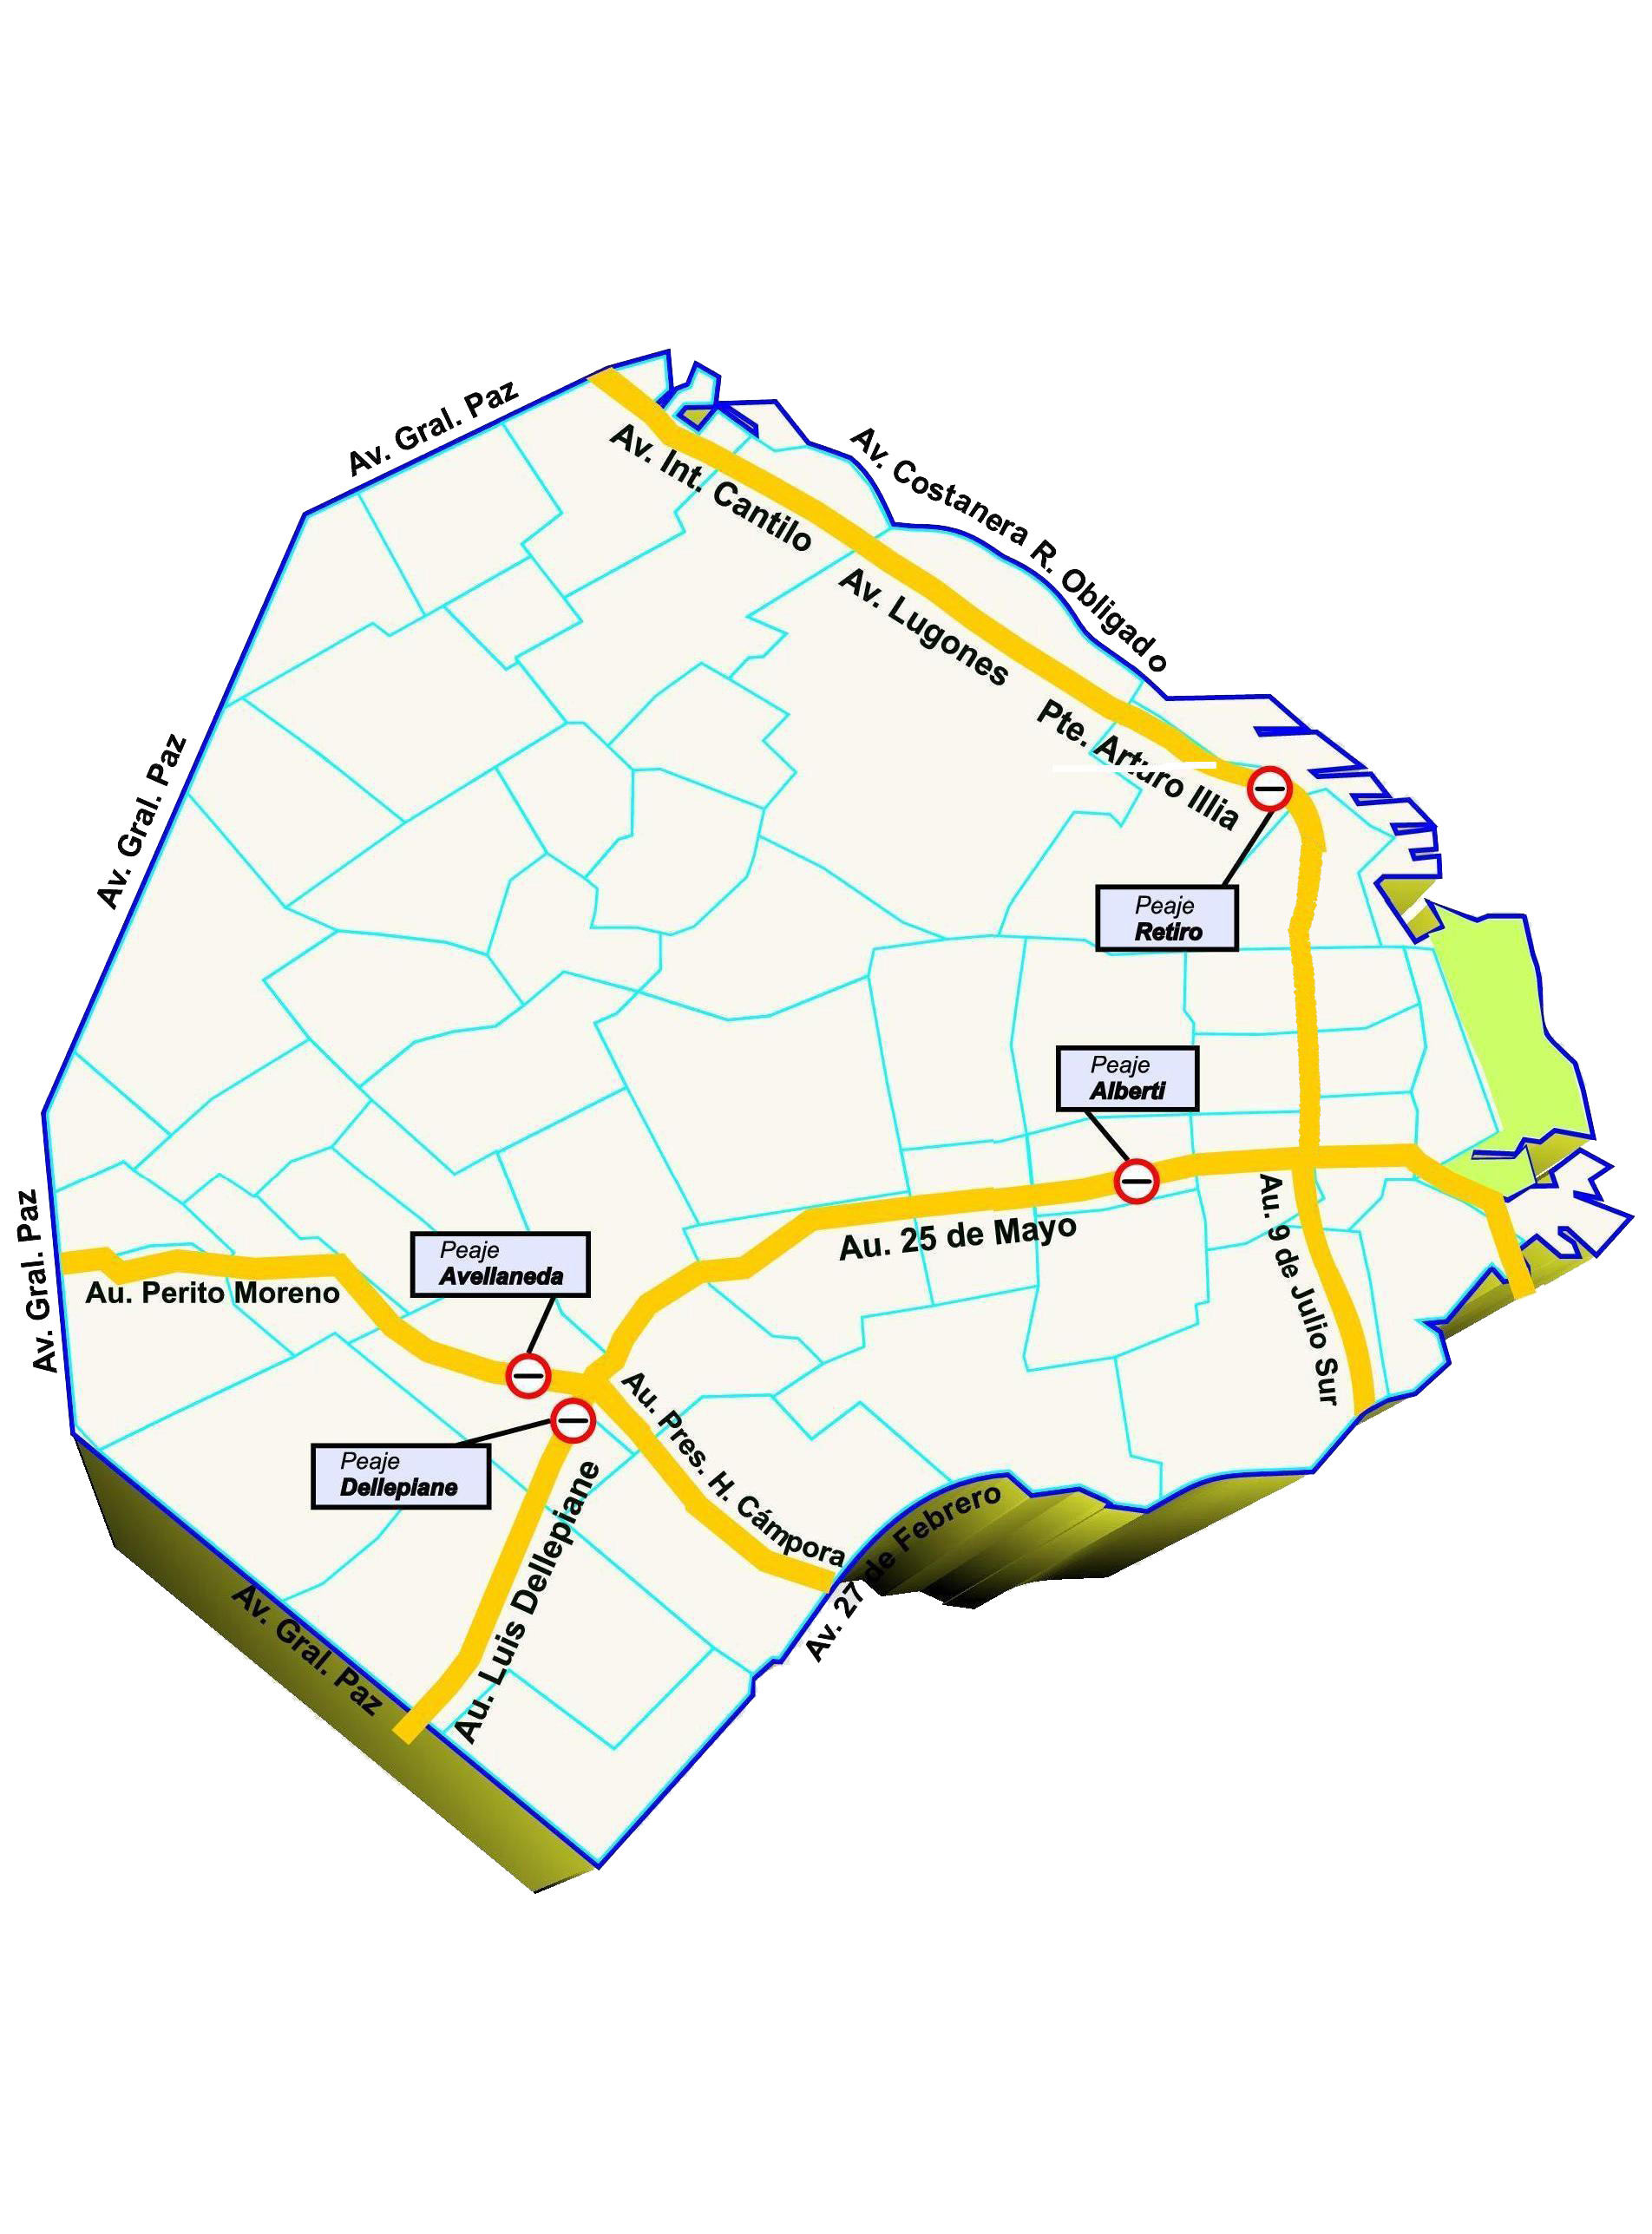 Av. Gral. Paz
Av. Int. Cantilo
Av. Costanera R. Obligado
Av. Lugones
Pte. Arturo Illia
Av. Gral. Paz
Peaje
Retiro
Peaje
Alberti
Av. Gral. Paz
Au. 25 de Mayo
Au. 9 de Julio Sur
Peaje
Avellaneda
Au. Perito Moreno
Au. Pres. H. Cámpora
Peaje
Dellepiane
Au. Luis Dellepiane
Av. 27 de Febrero
Av. Gral. Paz